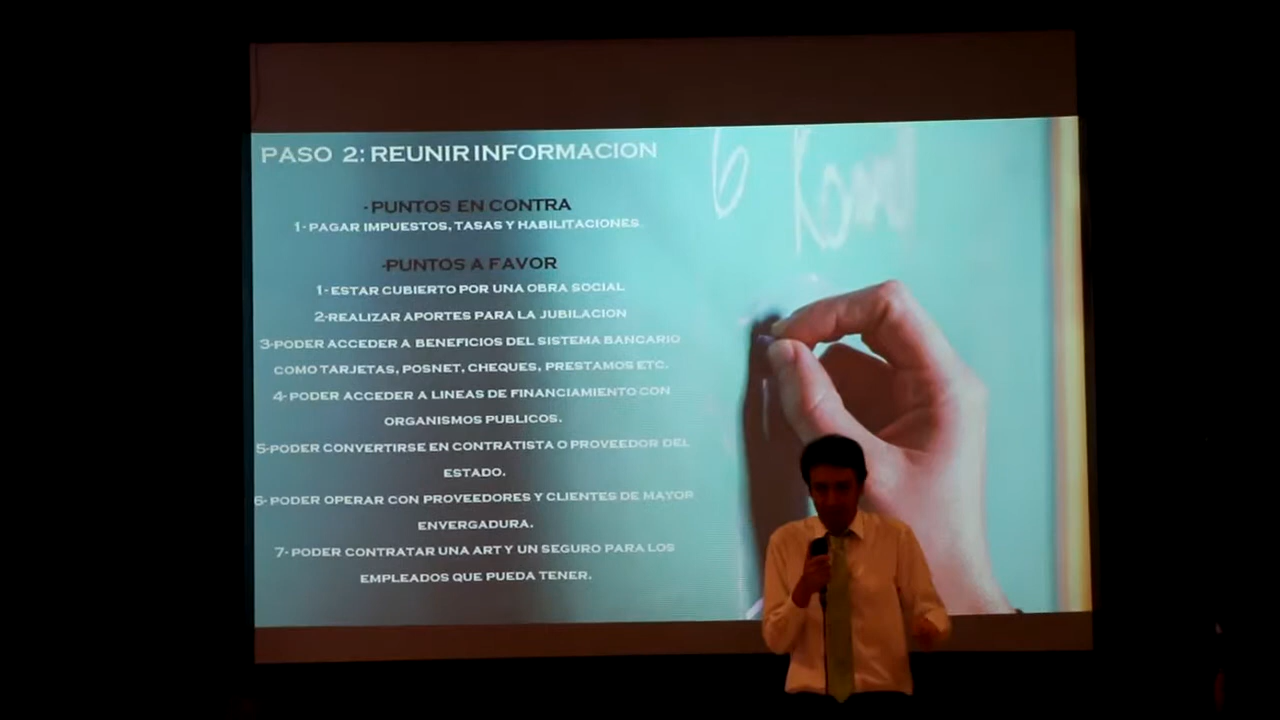 PASO 2: REUNIR INFORMACION
6 Kom
-PUNTOS EN CONTRA
1- PAGAR IMPUESTOS, TASAS Y HABILITACIONES
-PUNTOS A FAVOR
1- ESTAR CUBIERTO POR UNA OBRA SOCIAL
2-REALIZAR APORTES PARA LA JUBILACION
3-PODER ACCEDER A BENEFICIOS DEL SISTEMA BANCARIO
COMO TARJETAS, POSNET, CHEQUES, PRESTAMOS ETC.
4- PODER ACCEDER A LINEAS DE FINANCIAMIENTO CON
ORGANISMOS PUBLICOS.
5-PODER CONVERTIRSE EN CONTRATISTA O PROVEEDOR DEL
ESTADO.
6- PODER OPERAR CON PROVEEDORES Y CLIENTES DE MAYOR
ENVERGADURA.
7- PODER CONTRATAR UNA ART Y UN SEGURO PARA LOS
EMPLEADOS QUE PUEDA TENER.